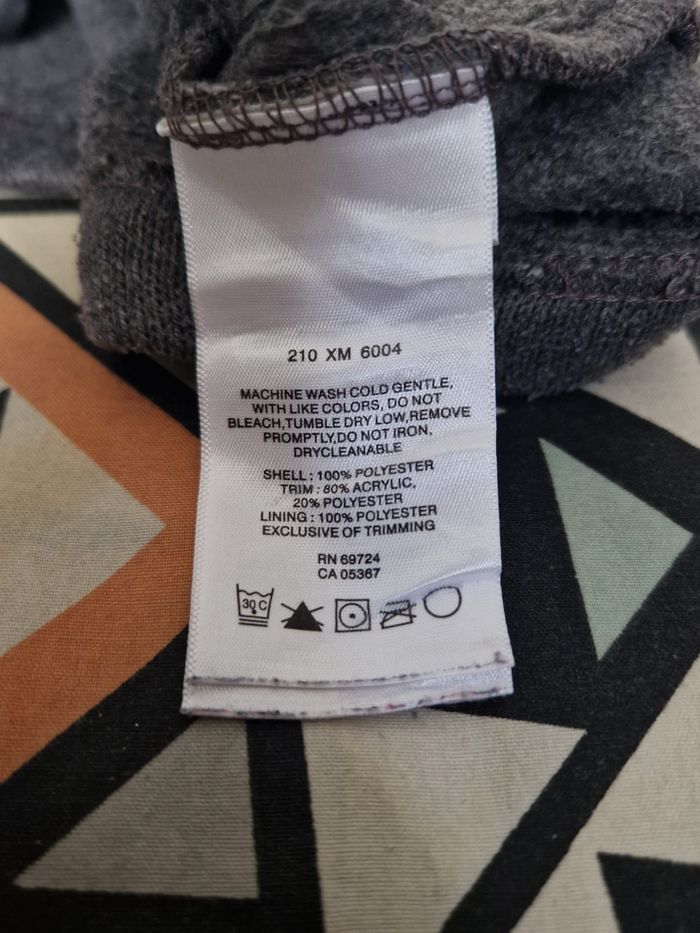 210 XM 6004
MACHINE WASH COLD GENTLE,
WITH LIKE COLORS, DO NOT
BLEACH,TUMBLE DRY LOW,REMOVE
PROMPTLY,DO NOT IRON,
DRYCLEANABLE
SHELL : 100% POLYESTER
TRIM : 80% ACRYLIC,
20% POLYESTER
LINING : 100% POLYESTER
EXCLUSIVE OF TRIMMING
RN 69724
CA 05367
30 C